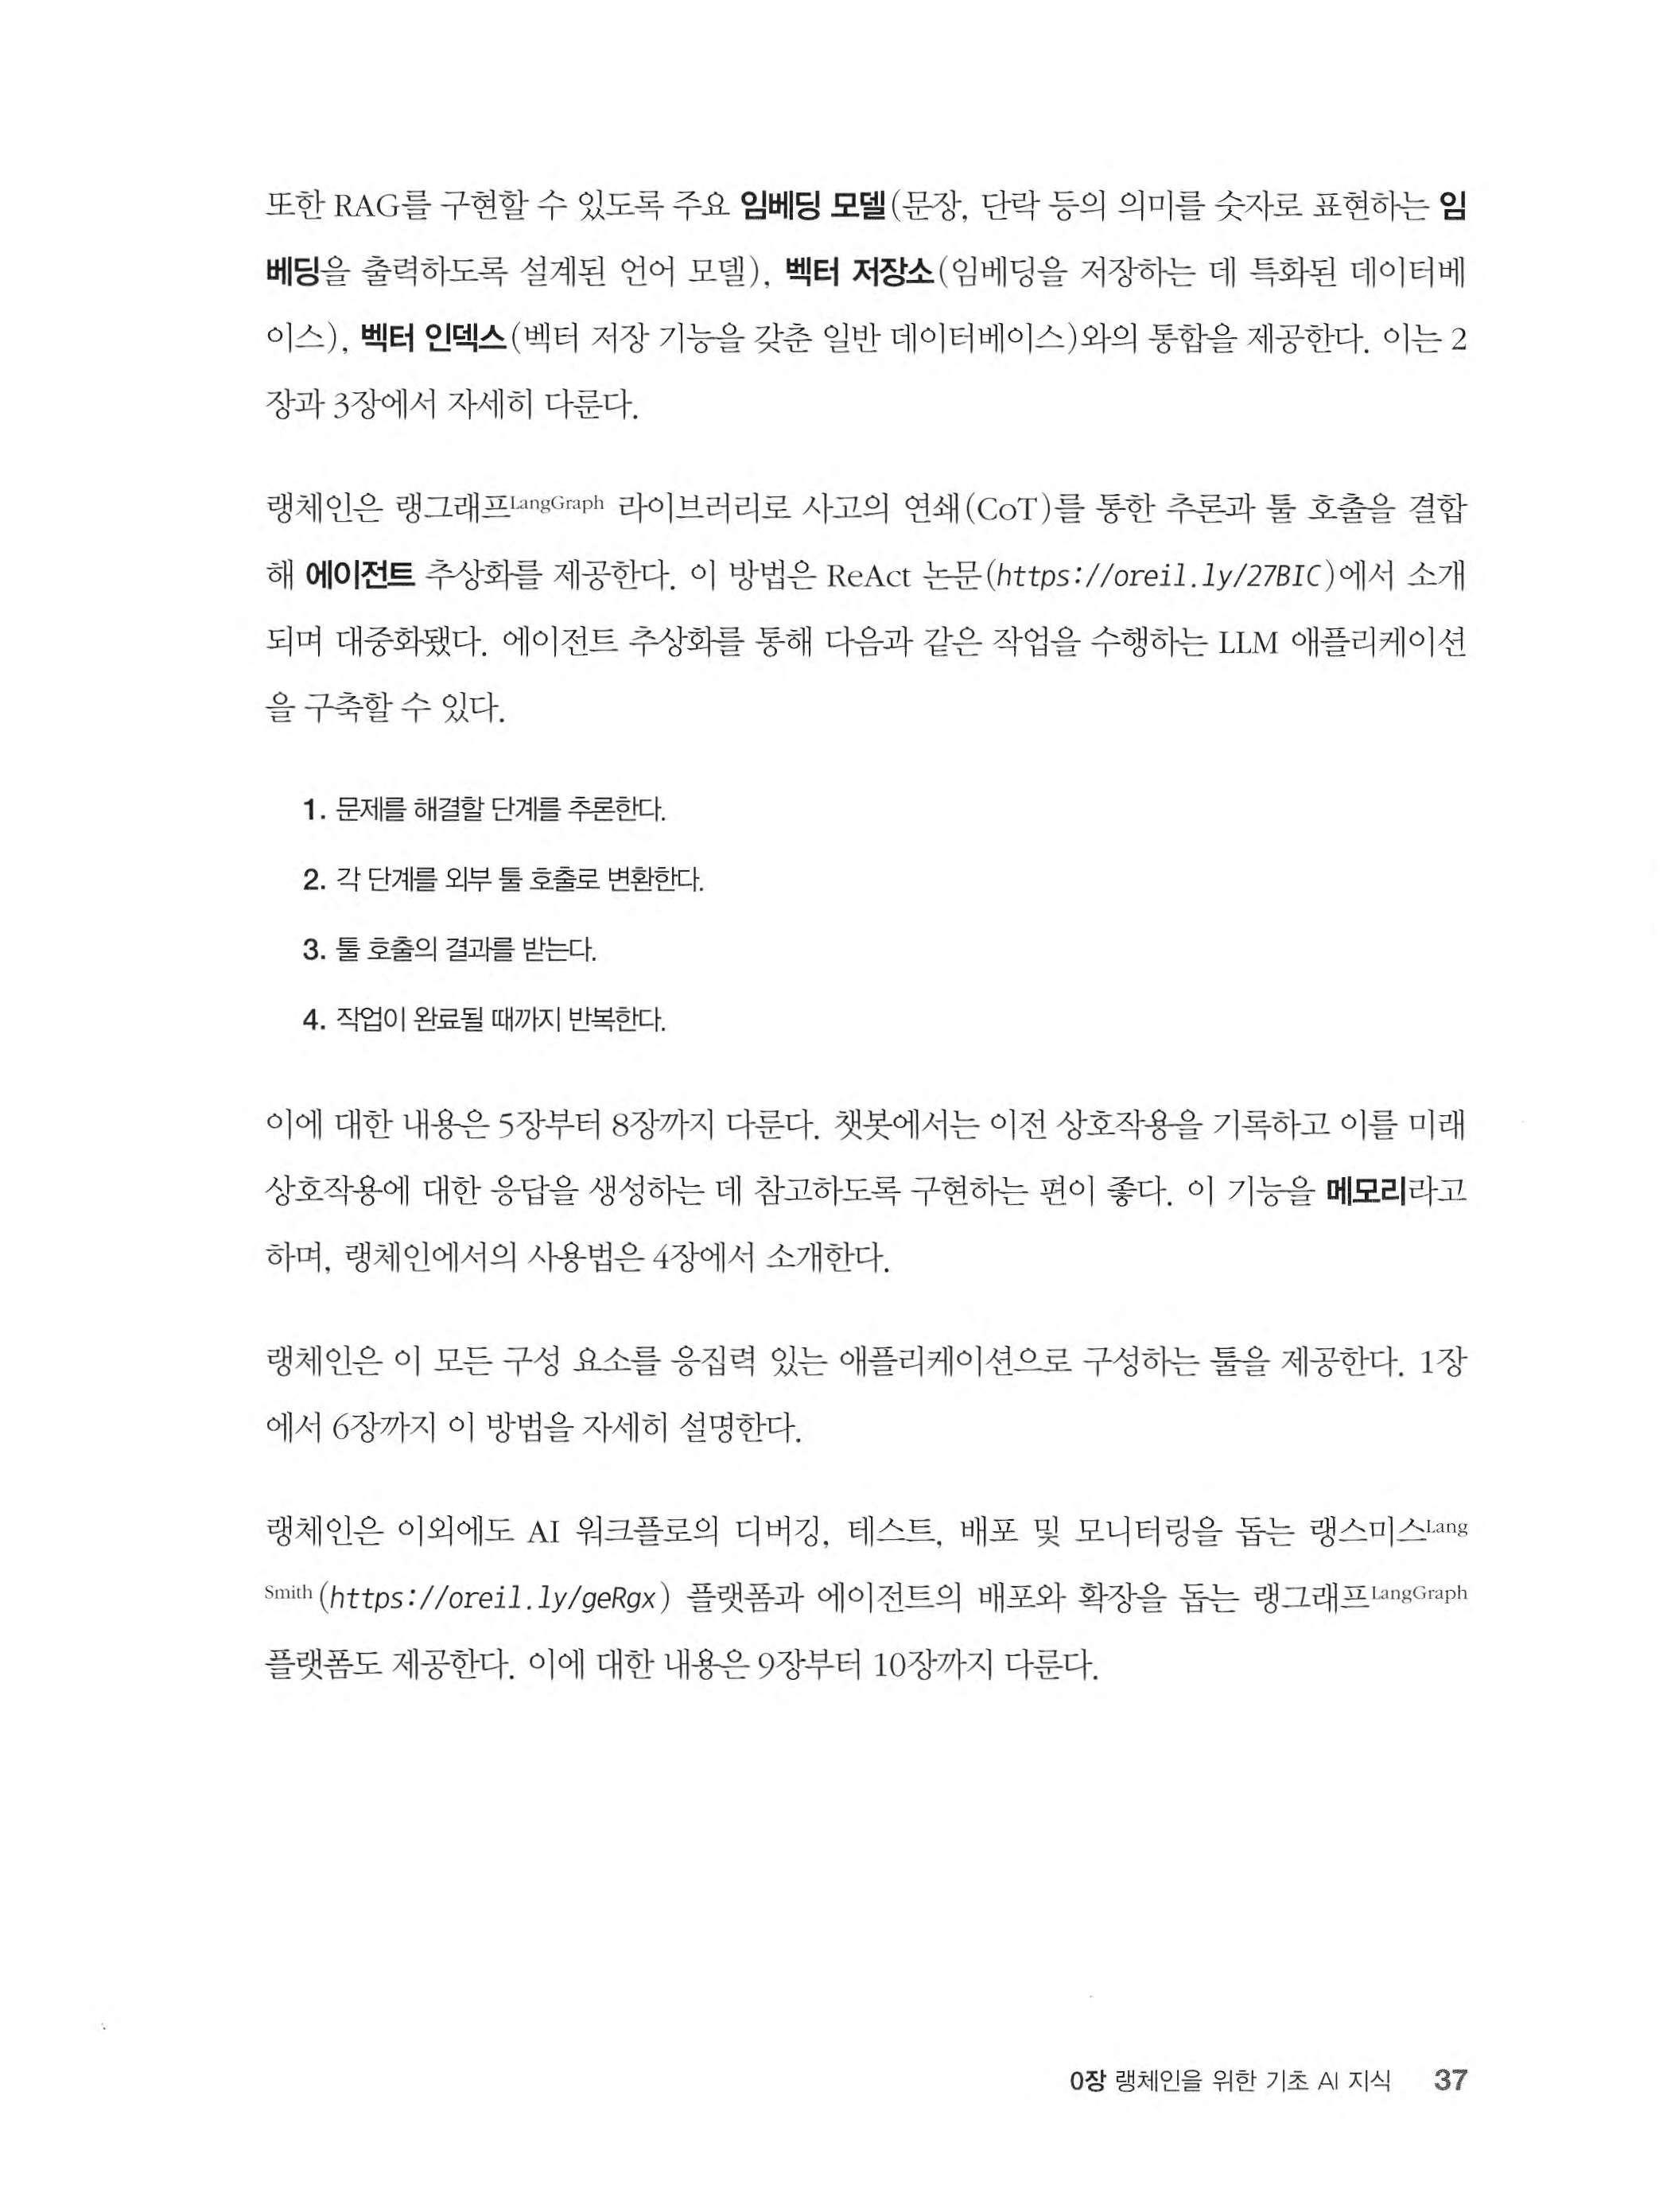 또한 RAG를 구현할 수 있도록 주요 임베딩 모델(문장, 단락 등의 의미를 숫자로 표현하는 임
베딩을 출력하도록 설계된 언어 모델), 벡터 저장소(임베딩을 저장하는 데 특화된 데이터베
이스), 벡터 인덱스(벡터 저장 기능을 갖춘 일반 데이터베이스)와의 통합을 제공한다. 이는 2
장과 3장에서 자세히 다룬다.
랭체인은 랭그래프LangGraph 라이브러리로 사고의 연쇄(CoT)를 통한 추론과 툴 호출을 결합
해 에이전트 추상화를 제공한다. 이 방법은 ReAct 논문(https://oreil.ly/27BIC)에서 소개
되며 대중화됐다. 에이전트 추상화를 통해 다음과 같은 작업을 수행하는 LLM 애플리케이션
을 구축할 수 있다.
1. 문제를 해결할 단계를 추론한다.
2. 각 단계를 외부 툴 호출로 변환한다.
3. 툴 호출의 결과를 받는다.
4. 작업이 완료될 때까지 반복한다.
이에 대한 내용은 5장부터 8장까지 다룬다. 챗봇에서는 이전 상호작용을 기록하고 이를 미래
상호작용에 대한 응답을 생성하는 데 참고하도록 구현하는 편이 좋다. 이 기능을 메모리라고
하며, 랭체인에서의 사용법은 4장에서 소개한다.
랭체인은 이 모든 구성 요소를 응집력 있는 애플리케이션으로 구성하는 툴을 제공한다. 1장
에서 6장까지 이 방법을 자세히 설명한다.
랭체인은 이외에도 AI 워크플로의 디버깅, 테스트, 배포 및 모니터링을 돕는 랭스미스Lang
Smith(https://oreil.ly/geRgx) 플랫폼과 에이전트의 배포와 확장을 돕는 랭그래프LangGraph
플랫폼도 제공한다. 이에 대한 내용은 9장부터 10장까지 다룬다.
0장 랭체인을 위한 기초 AI 지식 37